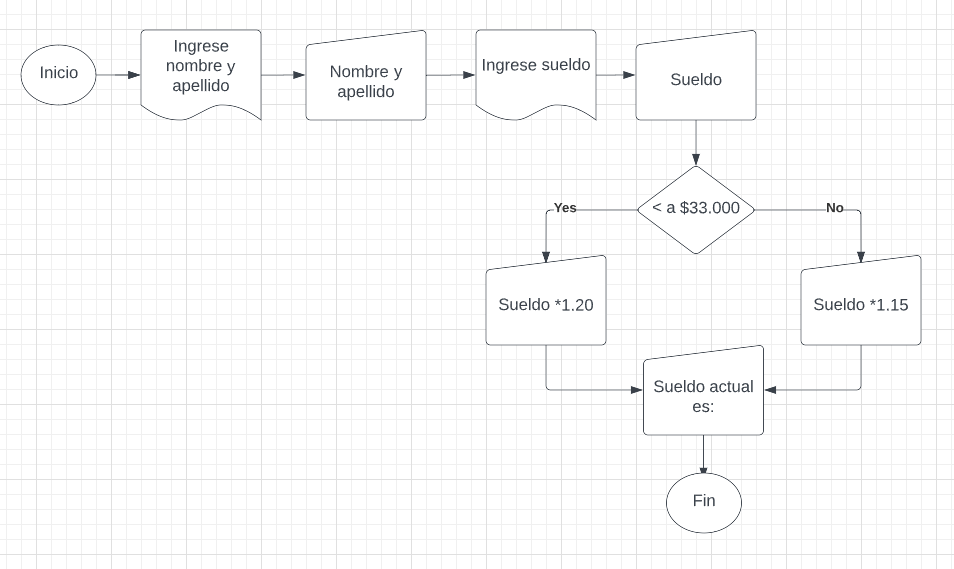 Inicio
Ingrese
nombre y
apellido
Nombre y
apellido
Ingrese sueldo
Sueldo
< a $33.000
Yes
No
Sueldo *1.20
Sueldo *1.15
Sueldo actual
es:
Fin